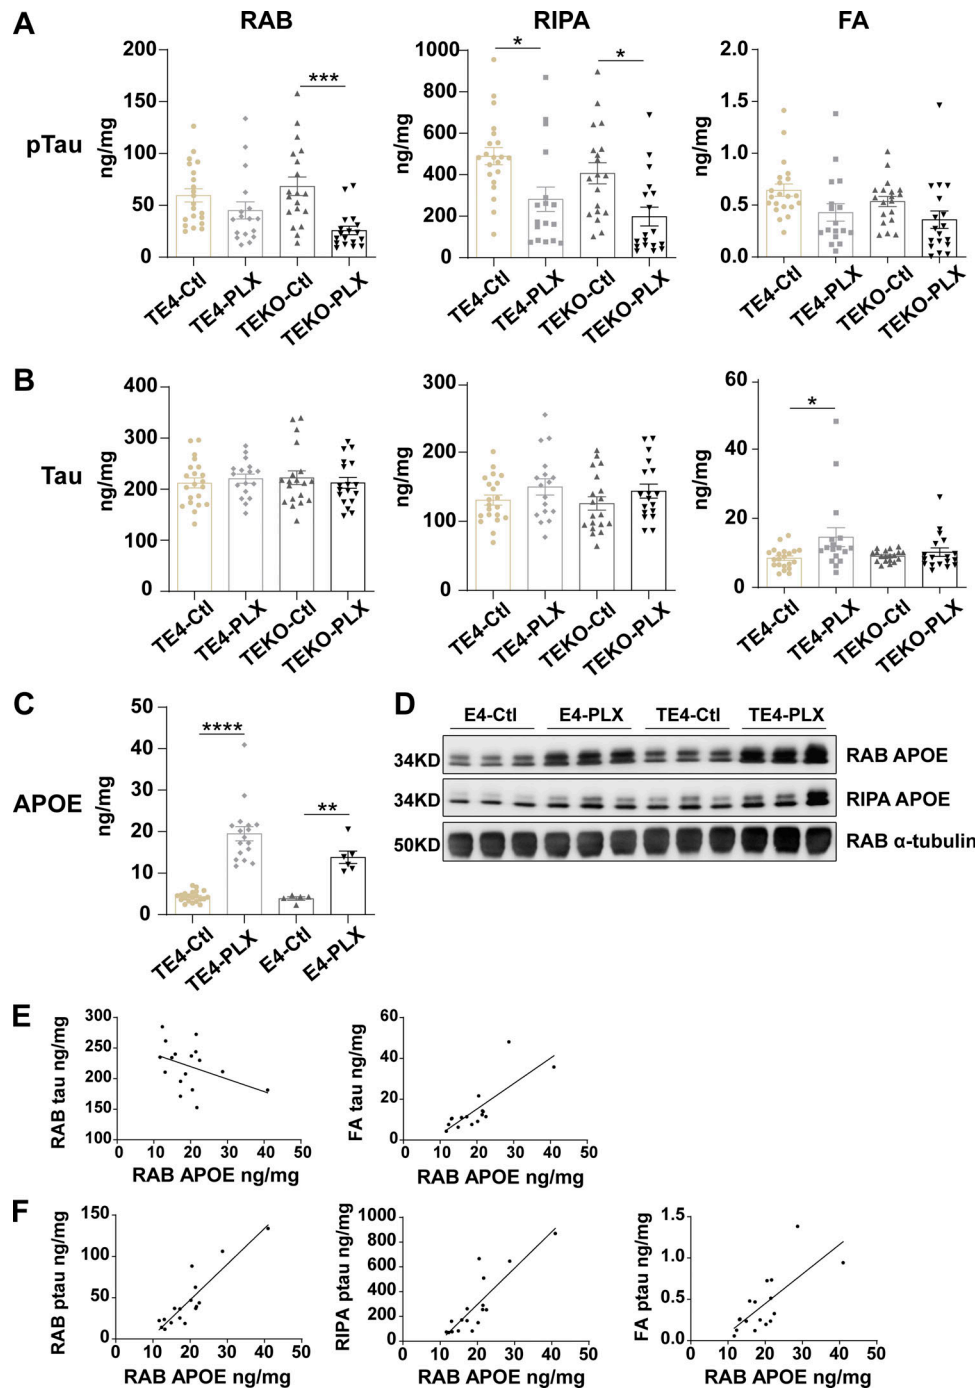 A
RAB
RIPA
FA
pTau
ng/mg
200
150
100
50
0
***
TE4-Ctl
TE4-PLX
TEKO-Ctl
TEKO-PLX
ng/mg
1000
800
600
400
200
0
*
*
TE4-Ctl
TE4-PLX
TEKO-Ctl
TEKO-PLX
ng/mg
2.0
1.5
1.0
0.5
0.0
TE4-Ctl
TE4-PLX
TEKO-Ctl
TEKO-PLX
B
Tau
ng/mg
400
300
200
100
0
TE4-Ctl
TE4-PLX
TEKO-Ctl
TEKO-PLX
ng/mg
300
200
100
0
TE4-Ctl
TE4-PLX
TEKO-Ctl
TEKO-PLX
ng/mg
60
40
20
0
*
TE4-Ctl
TE4-PLX
TEKO-Ctl
TEKO-PLX
C
APOE
ng/mg
50
40
30
20
10
0
****
**
TE4-Ctl
TE4-PLX
E4-Ctl
E4-PLX
D
E4-Ctl E4-PLX TE4-Ctl TE4-PLX
34KD RAB APOE
34KD RIPA APOE
50KD RAB α-tubulin
E
RAB tau ng/mg
300
250
200
150
100
0 10 20 30 40 50
RAB APOE ng/mg
FA tau ng/mg
60
40
20
0
0 10 20 30 40 50
RAB APOE ng/mg
F
RAB ptau ng/mg
150
100
50
0
0 10 20 30 40 50
RAB APOE ng/mg
RIPA ptau ng/mg
1000
800
600
400
200
0
0 10 20 30 40 50
RAB APOE ng/mg
FA ptau ng/mg
1.5
1.0
0.5
0.0
0 10 20 30 40 50
RAB APOE ng/mg